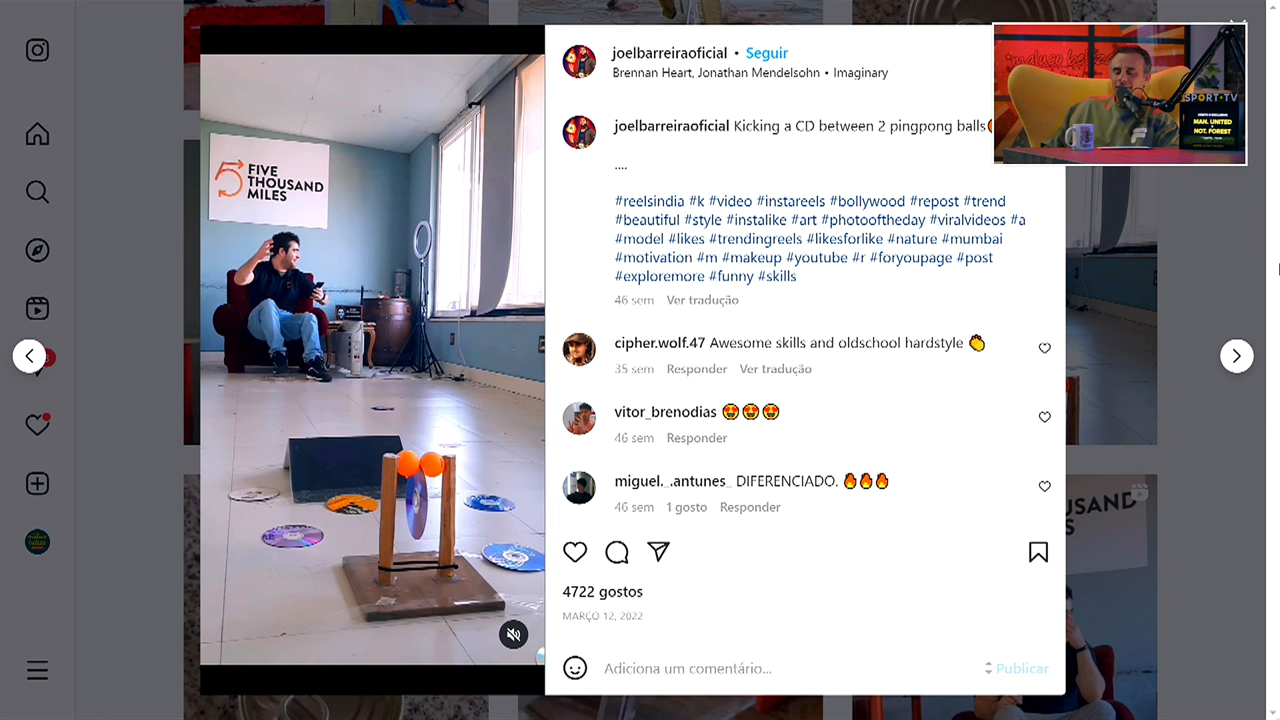 joelbarreiraoficial • Seguir
Brennan Heart, Jonathan Mendelsohn • Imaginary
joelbarreiraoficial Kicking a CD between 2 pingpong balls
....
#reelsindia #k #video #instareels #bollywood #repost #trend
#beautiful #style #instalike #art #photooftheday #viralvideos #a
#model #likes #trendingreels #likesforlike #nature #mumbai
#motivation #m #makeup #youtube #r #foryoupage #post
#exploremore #funny #skills
46 sem Ver tradução
cipher.wolf.47 Awesome skills and oldschool hardstyle 👏
35 sem Responder Ver tradução
vitor_brenodias 😍😍😍
46 sem Responder
miguel._.antunes_ DIFERENCIADO. 🔥🔥🔥
46 sem 1 gosto Responder
4722 gostos
MARÇO 12, 2022
Adiciona um comentário... Publicar
5 FIVE
THOUSAND
MILES
maluco beleza
SPORT•TV
MAN. UNITED
NOT. FOREST
USAND
S